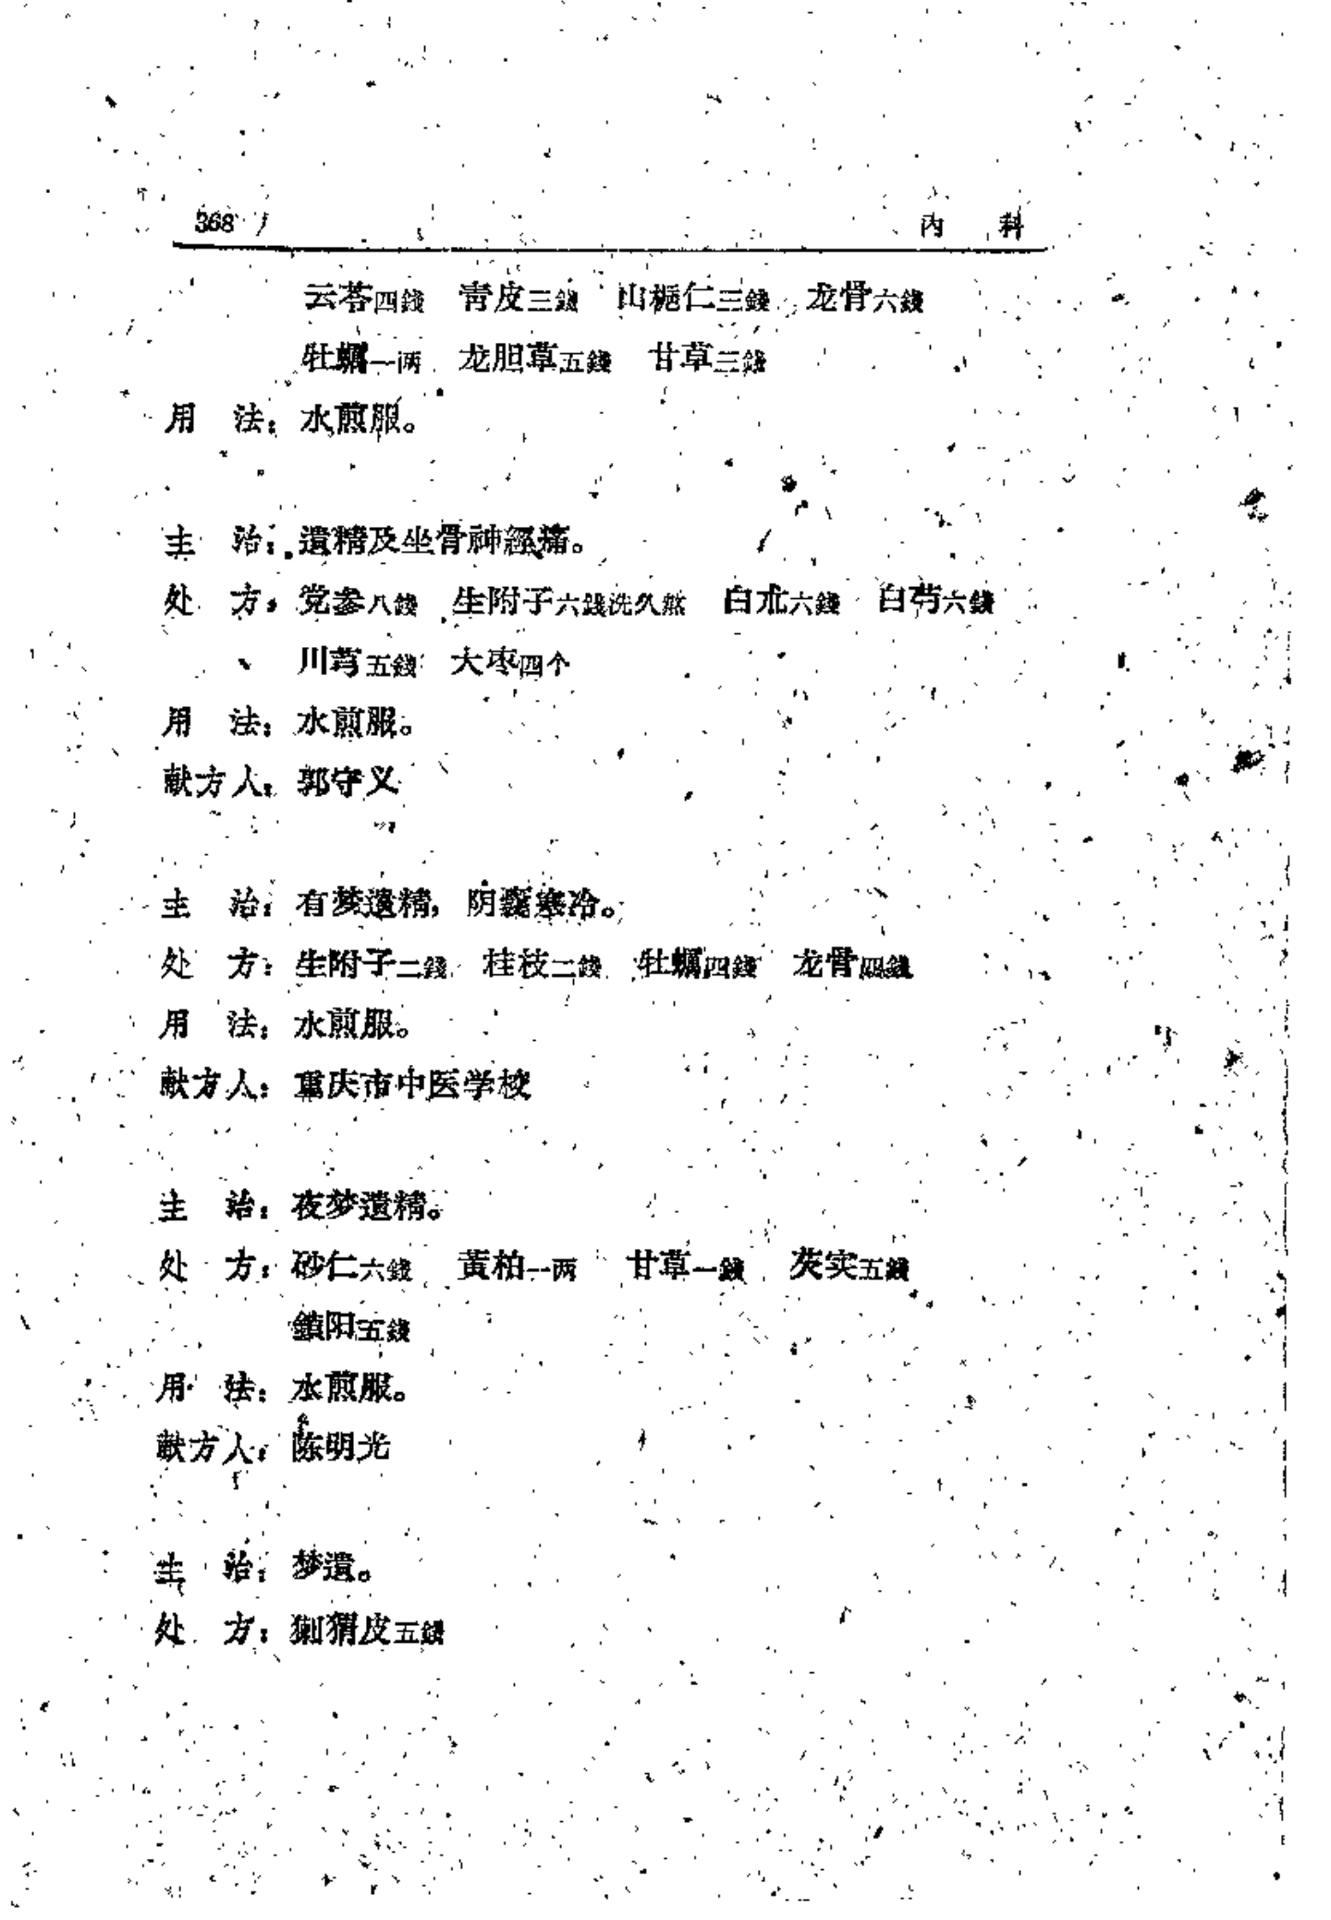 368 内 科
云苓四錢 青皮三錢 山梔仁三錢 龙骨六錢
牡蠣一两 龙胆草五錢 甘草三錢
用 法：水煎服。
主 治：遺精及坐骨神經痛。
处 方：党参八錢 生附子六錢洗久熬 白朮六錢 白芍六錢
川芎五錢 大枣四个
用 法：水煎服。
献方人：郭守义
主 治：有梦遺精，阴囊寒冷。
处 方：生附子二錢 桂枝二錢 牡蠣四錢 龙骨四錢
用 法：水煎服。
献方人：重庆市中医学校
主 治：夜梦遺精。
处 方：砂仁六錢 黄柏一两 甘草一錢 芡实五錢
鎖阳五錢
用 法：水煎服。
献方人：陈明光
主 治：梦遺。
处 方：猬皮五錢